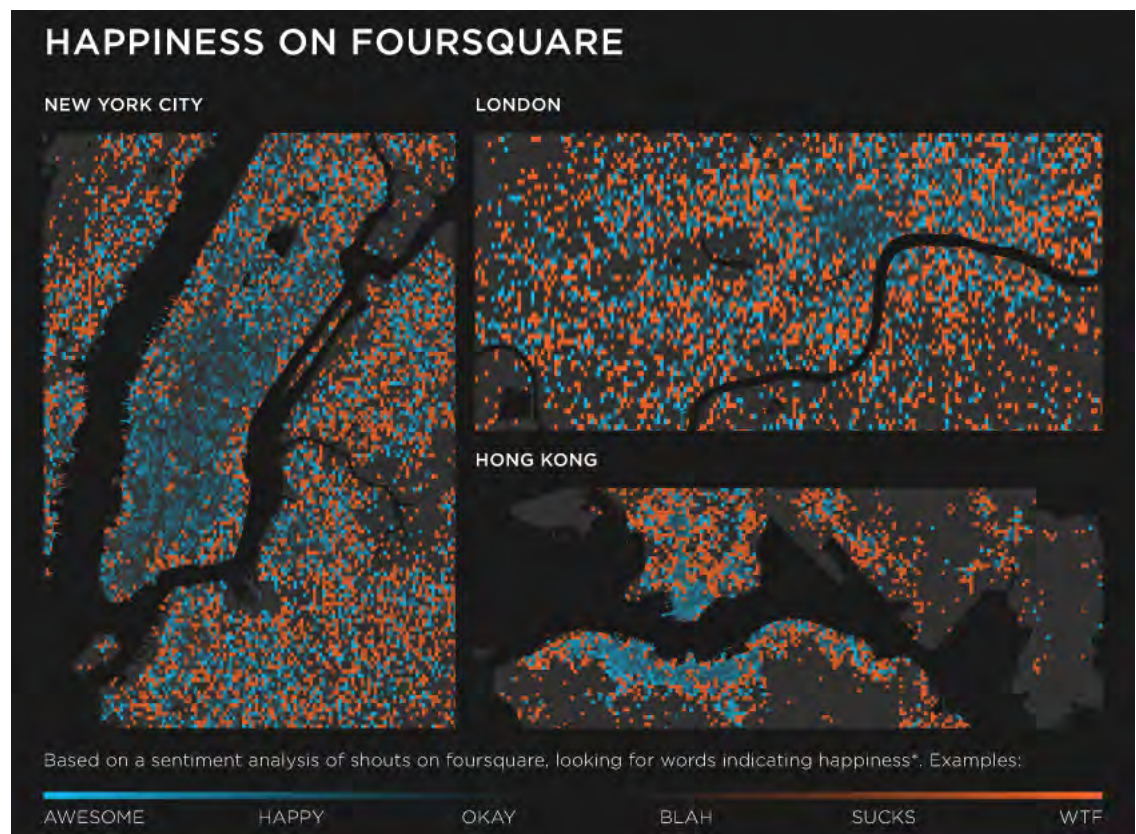 HAPPINESS ON FOURSQUARE
NEW YORK CITY
LONDON
HONG KONG
Based on a sentiment analysis of shouts on foursquare, looking for words indicating happiness*. Examples:
AWESOME HAPPY OKAY BLAH SUCKS WTF